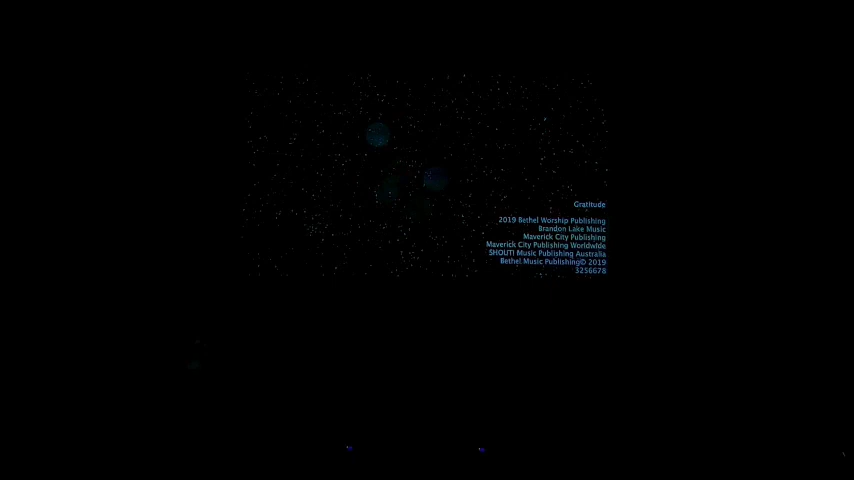 Gratitude
2019 Bethel Worship Publishing
Brandon Lake Music
Maverick City Publishing
Maverick City Publishing Worldwide
SHOUT! Music Publishing Australia
Bethel Music Publishing© 2019
3256678